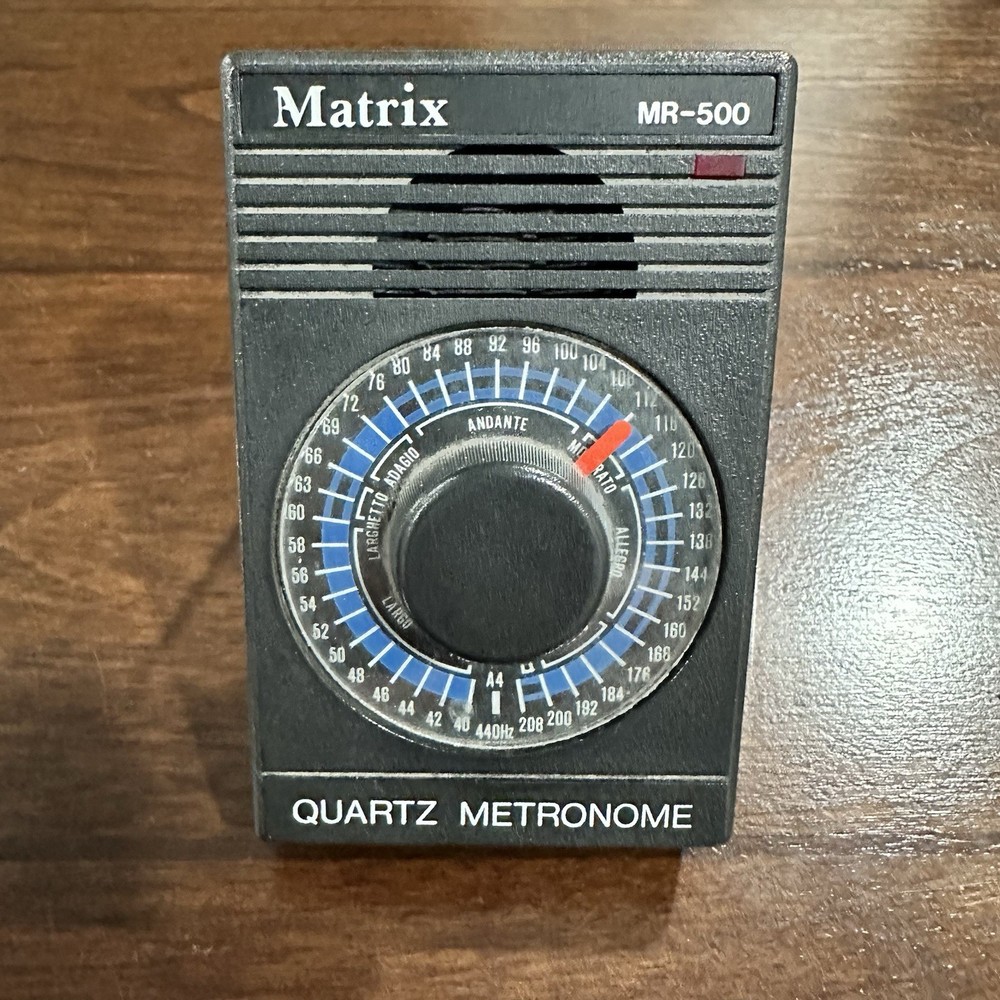 Matrix
MR-500
40 42 44 46 48 50 52 54 56 58 60 63 66 69 72 76 80 84 88 92 96 100 104 108 112 116 120 126 132 138 144 152 160 168 176 184 192 200 208
LARGO
LARGHETTO
ADAGIO
ANDANTE
ALLEGRO
A4
440Hz
QUARTZ METRONOME